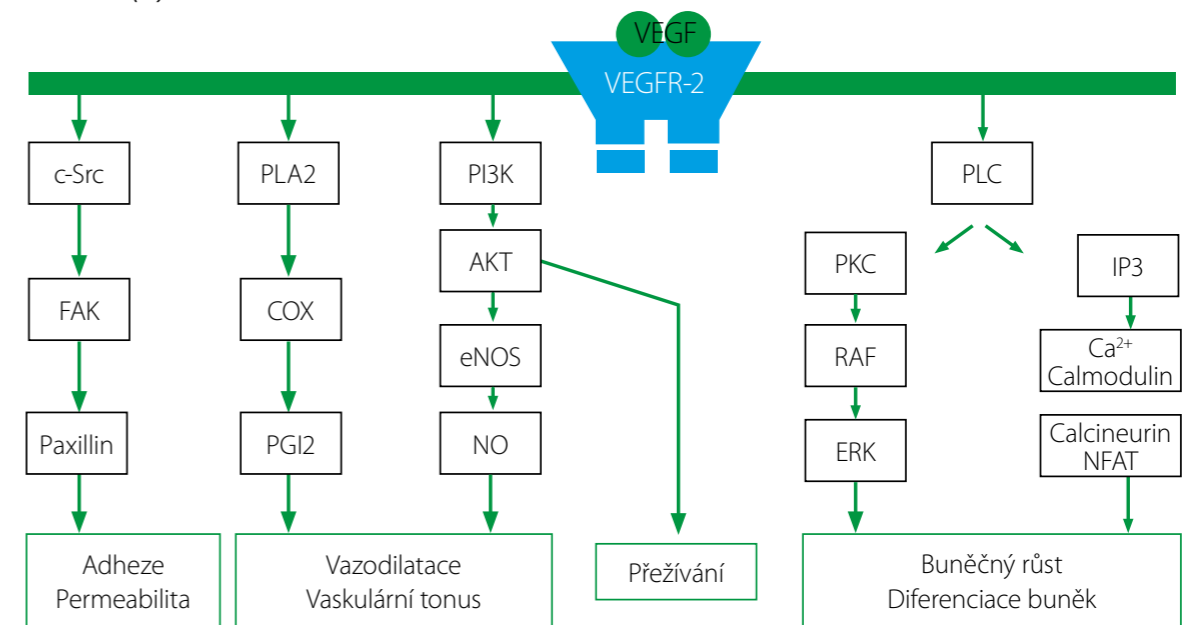 VEGF
VEGFR-2
c-Src
PLA2
PI3K
PLC
AKT
PKC
IP3
FAK
COX
eNOS
RAF
Ca²⁺
Calmodulin
Paxillin
PGI2
NO
ERK
Calcineurin
NFAT
Adheze
Permeabilita
Vazodilatace
Vaskulární tonus
Přežívání
Buněčný růst
Diferenciace buněk